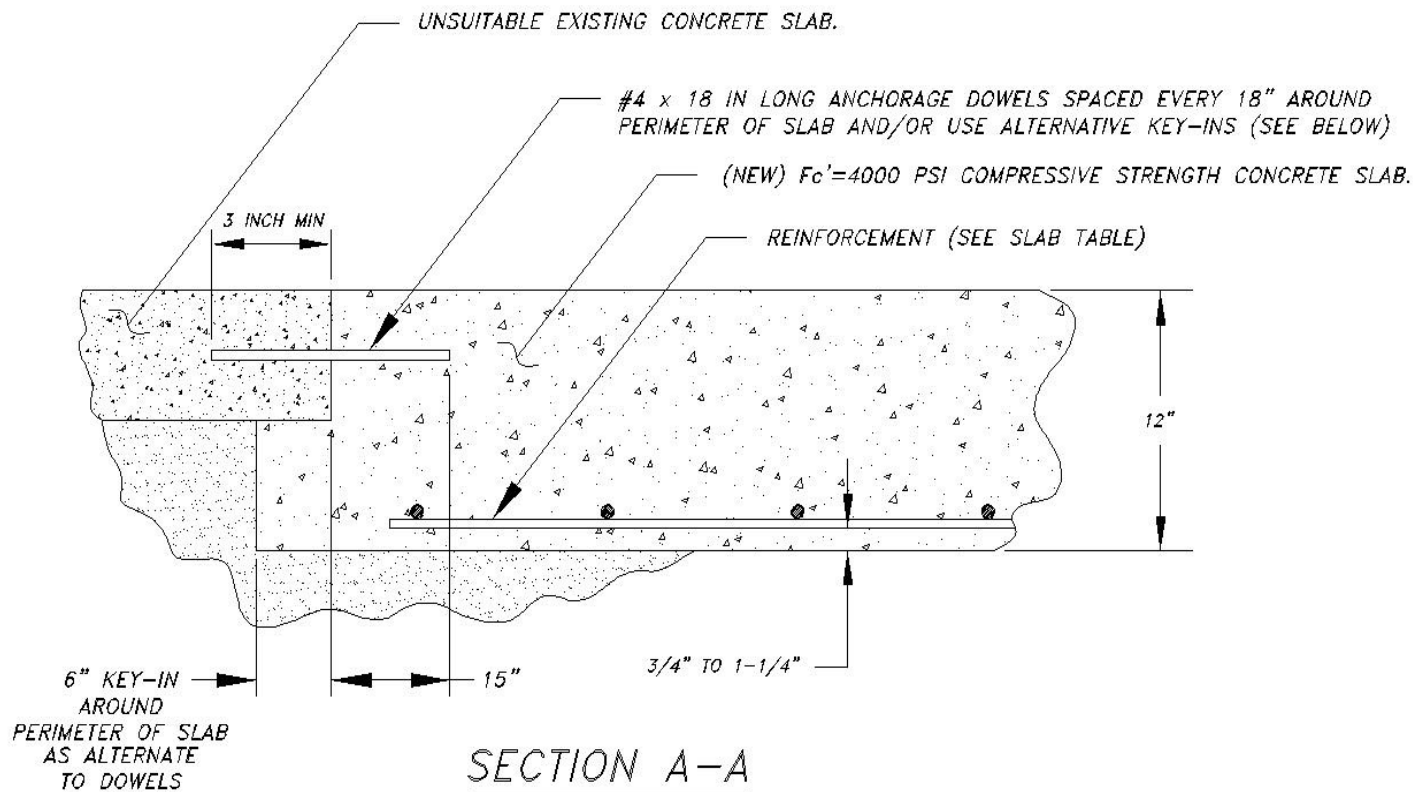 UNSUITABLE EXISTING CONCRETE SLAB.
#4 x 18 IN LONG ANCHORAGE DOWELS SPACED EVERY 18" AROUND
PERIMETER OF SLAB AND/OR USE ALTERNATIVE KEY-INS (SEE BELOW)
(NEW) Fc'=4000 PSI COMPRESSIVE STRENGTH CONCRETE SLAB.
3 INCH MIN
REINFORCEMENT (SEE SLAB TABLE)
12"
3/4" TO 1-1/4"
6" KEY-IN
AROUND
PERIMETER OF SLAB
AS ALTERNATE
TO DOWELS
15"
SECTION A-A